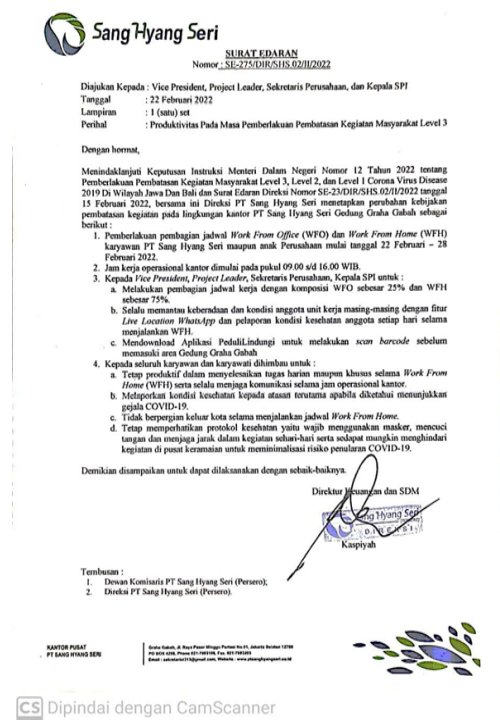 Sang Hyang Seri
SURAT EDARAN
Nomor : SE-275/DIR/SHS.02/II/2022
Diajukan Kepada : Vice President, Project Leader, Sekretaris Perusahaan, dan Kepala SPI
Tanggal : 22 Februari 2022
Lampiran : 1 (satu) set
Perihal : Produktivitas Pada Masa Pemberlakuan Pembatasan Kegiatan Masyarakat Level 3
Dengan hormat,
Menindaklanjuti Keputusan Instruksi Menteri Dalam Negeri Nomor 12 Tahun 2022 tentang
Pemberlakuan Pembatasan Kegiatan Masyarakat Level 3, Level 2, dan Level 1 Corona Virus Disease
2019 Di Wilayah Jawa Dan Bali dan Surat Edaran Direksi Nomor SE-23/DIR/SHS.02/II/2022 tanggal
15 Februari 2022, bersama ini Direksi PT Sang Hyang Seri menetapkan perubahan kebijakan
pembatasan kegiatan pada lingkungan kantor PT Sang Hyang Seri Gedung Graha Gabah sebagai
berikut :
1. Pemberlakuan pembagian jadwal Work From Office (WFO) dan Work From Home (WFH)
karyawan PT Sang Hyang Seri maupun anak Perusahaan mulai tanggal 22 Februari – 28
Februari 2022.
2. Jam kerja operasional kantor dimulai pada pukul 09.00 s/d 16.00 WIB.
3. Kepada Vice President, Project Leader, Sekretaris Perusahaan, Kepala SPI untuk :
a. Melakukan pembagian jadwal kerja dengan komposisi WFO sebesar 25% dan WFH
sebesar 75%.
b. Selalu memantau keberadaan dan kondisi anggota unit kerja masing-masing dengan fitur
Live Location WhatsApp dan pelaporan kondisi kesehatan anggota setiap hari selama
menjalankan WFH.
c. Mendownload Aplikasi PeduliLindungi untuk melakukan scan barcode sebelum
memasuki area Gedung Graha Gabah
4. Kepada seluruh karyawan dan karyawati dihimbau untuk :
a. Tetap produktif dalam menyelesaikan tugas harian maupun khusus selama Work From
Home (WFH) serta selalu menjaga komunikasi selama jam operasional kantor.
b. Melaporkan kondisi kesehatan kepada atasan terutama apabila diketahui menunjukkan
gejala COVID-19.
c. Tidak berpergian keluar kota selama menjalankan jadwal Work From Home.
d. Tetap memperhatikan protokol kesehatan yaitu wajib menggunakan masker, mencuci
tangan dan menjaga jarak dalam kegiatan sehari-hari serta sedapat mungkin menghindari
kegiatan di pusat keramaian untuk meminimalisasi risiko penularan COVID-19.
Demikian disampaikan untuk dapat dilaksanakan dengan sebaik-baiknya.
Direktur Keuangan dan SDM
Sang Hyang Seri
DIREKSI
Kaspiyah
Tembusan :
1. Dewan Komisaris PT Sang Hyang Seri (Persero);
2. Direksi PT Sang Hyang Seri (Persero).
KANTOR PUSAT
PT SANG HYANG SERI
Graha Gabah, Jl. Raya Pasar Minggu Jakarta Selatan
CS Dipindai dengan CamScanner